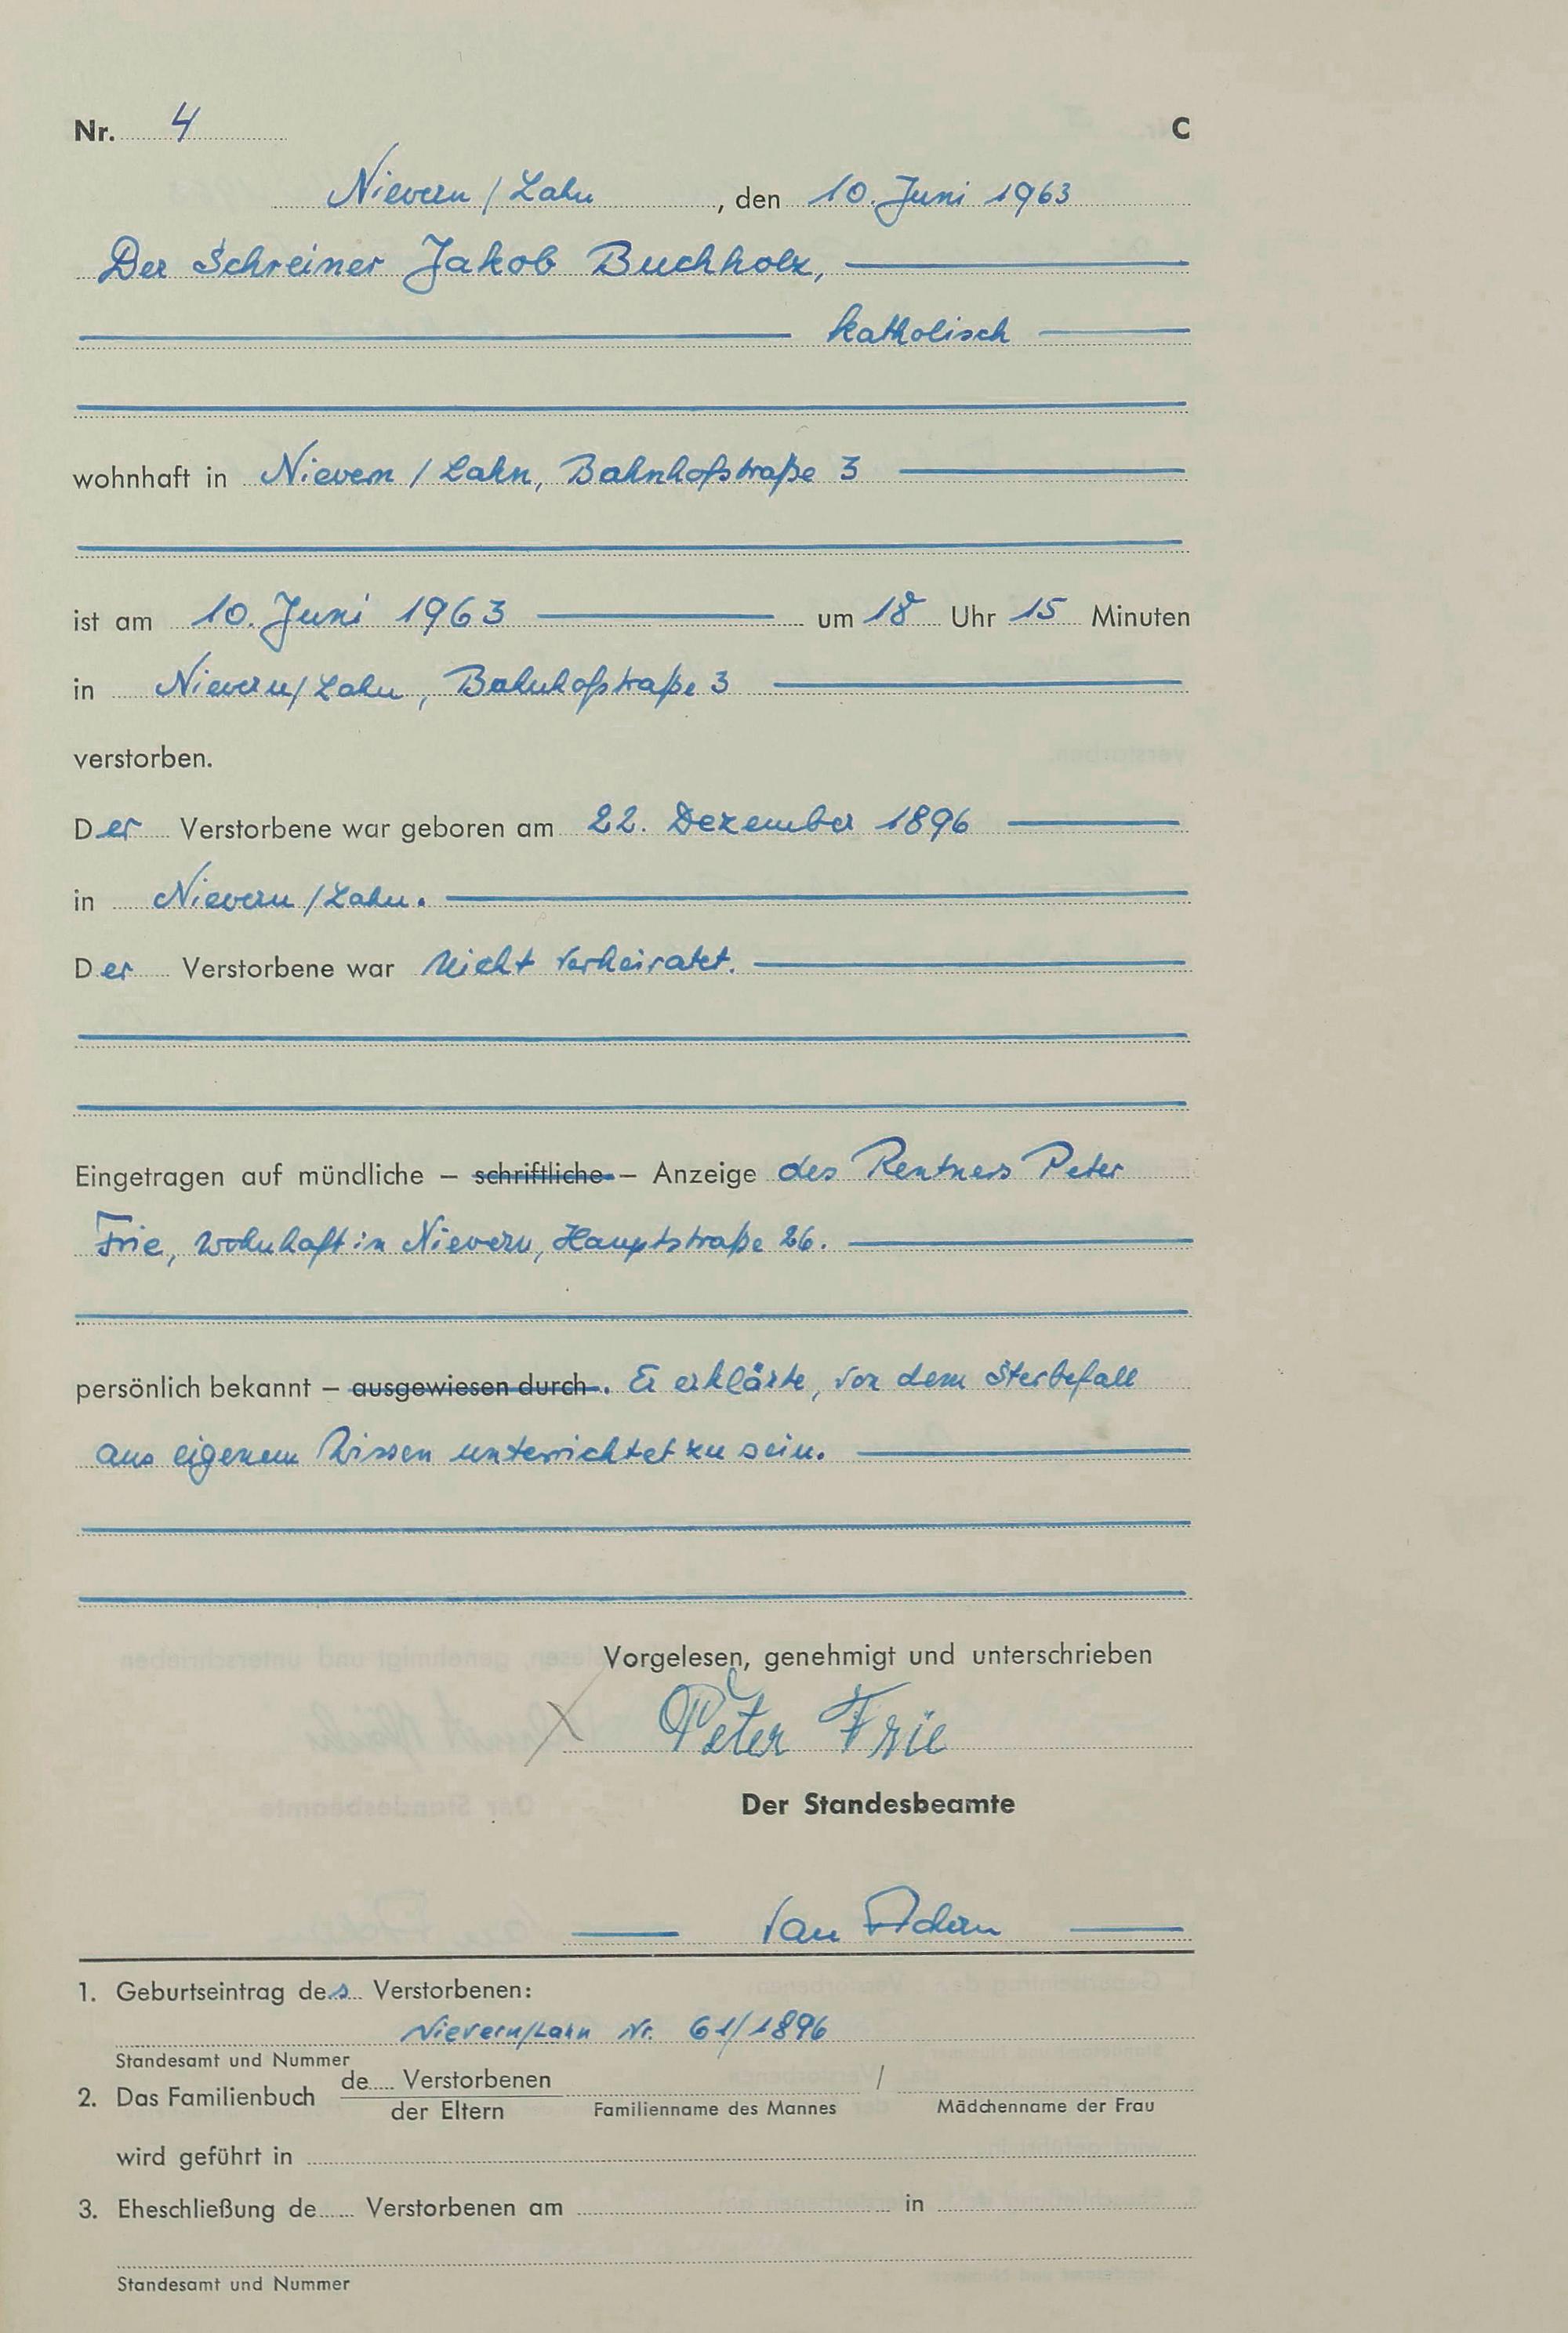 Nr. 4 C
Nievern / Lahn, den 10. Juni 1963
Der Schreiner Jakob Buchholz,
katholisch
wohnhaft in Nievern / Lahn, Bahnhofstraße 3
ist am 10. Juni 1963 um 18 Uhr 15 Minuten
in Nievern/Lahn, Bahnhofstraße 3
verstorben.
Der Verstorbene war geboren am 22. Dezember 1896
in Nievern/Lahn.
Der Verstorbene war nicht verheiratet.
Eingetragen auf mündliche – schriftliche – Anzeige des Rentners Peter
Frie, wohnhaft in Nievern, Hauptstraße 26.
persönlich bekannt – ausgewiesen durch . Er erklärte, von dem Sterbefall
aus eigenem Wissen unterrichtet zu sein.
Vorgelesen, genehmigt und unterschrieben
X Peter Frie
Der Standesbeamte
1. Geburtseintrag des Verstorbenen:
Nievern/Lahn Nr. 61/1896
Standesamt und Nummer
2. Das Familienbuch de Verstorbenen /
der Eltern Familienname des Mannes Mädchenname der Frau
wird geführt in
3. Eheschließung de Verstorbenen am in
Standesamt und Nummer